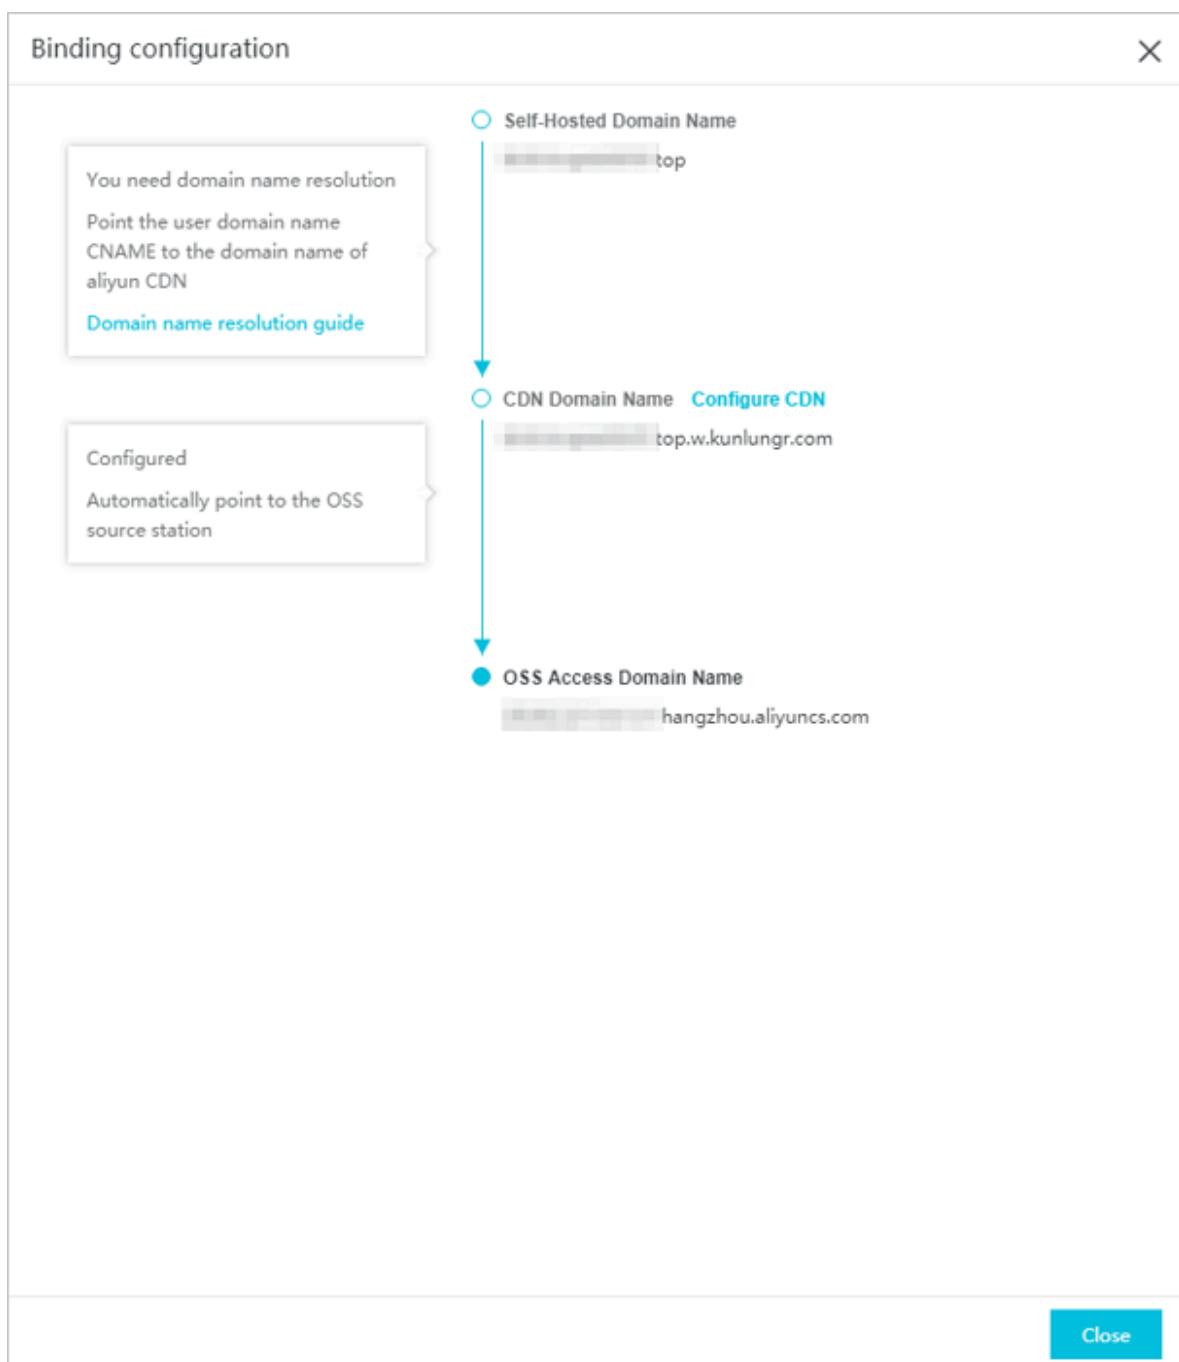 Binding configuration
Self-Hosted Domain Name
top
You need domain name resolution
Point the user domain name
CNAME to the domain name of
aliyun CDN
Domain name resolution guide
CDN Domain Name Configure CDN
top.w.kunlungr.com
Configured
Automatically point to the OSS
source station
OSS Access Domain Name
hangzhou.aliyuncs.com
Close